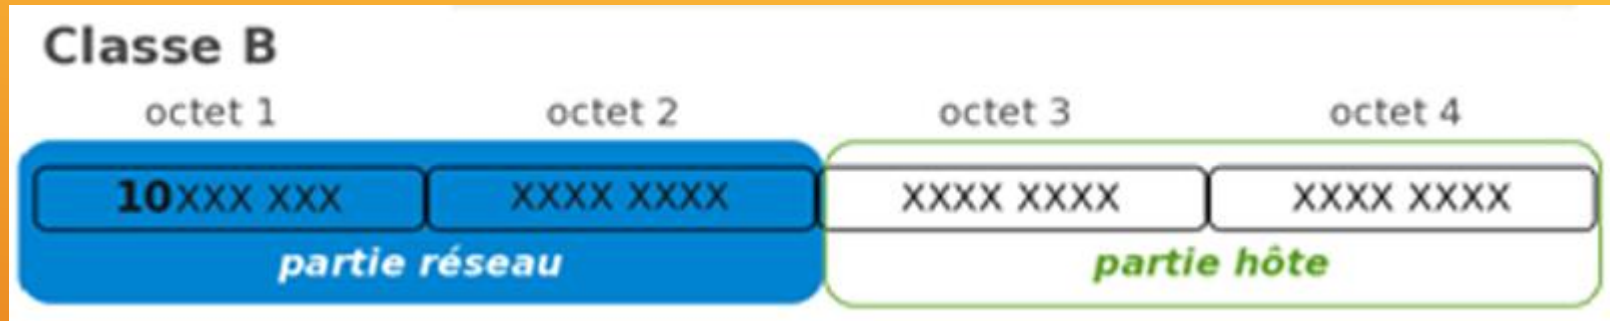 Classe B
octet 1 octet 2 octet 3 octet 4
10XXX XXX XXXX XXXX XXXX XXXX XXXX XXXX
partie réseau partie hôte